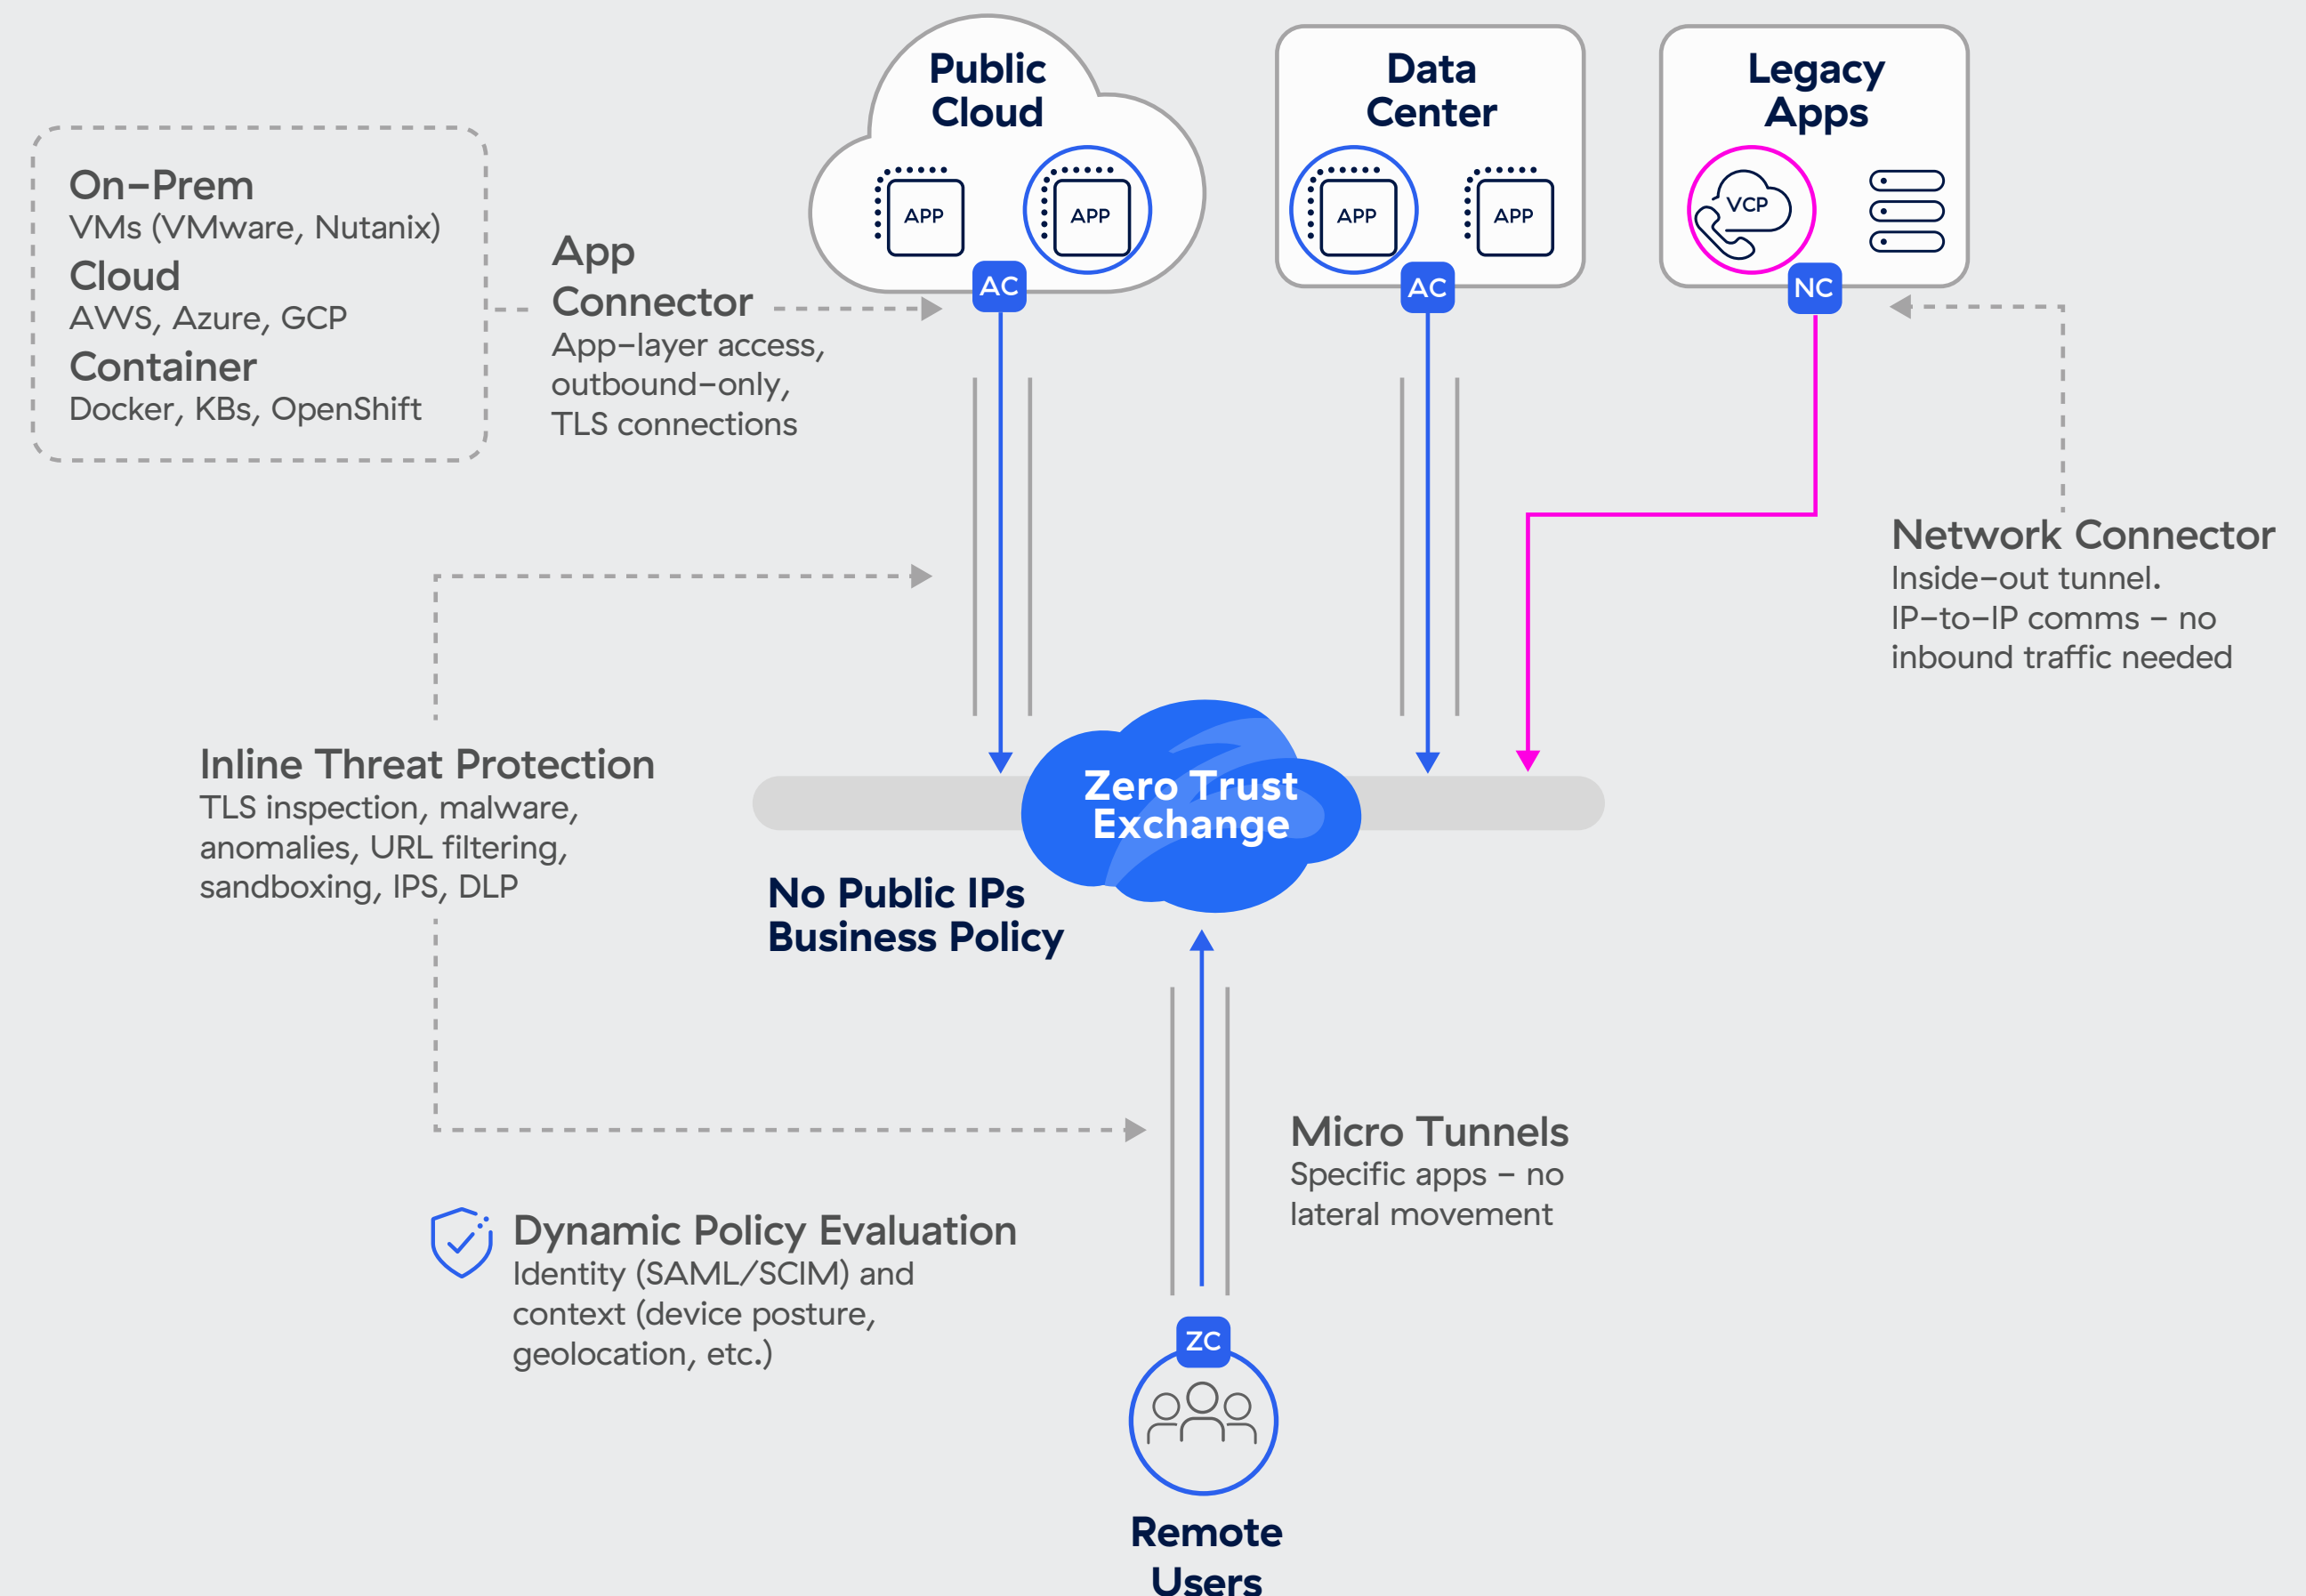 Public
Cloud
APP
APP
AC
Data
Center
APP
APP
AC
Legacy
Apps
VCP
NC
On-Prem
VMs (VMware, Nutanix)
Cloud
AWS, Azure, GCP
Container
Docker, KBs, OpenShift
App
Connector
App-layer access,
outbound-only,
TLS connections
Network Connector
Inside-out tunnel.
IP-to-IP comms - no
inbound traffic needed
Inline Threat Protection
TLS inspection, malware,
anomalies, URL filtering,
sandboxing, IPS, DLP
Zero Trust
Exchange
No Public IPs
Business Policy
Micro Tunnels
Specific apps - no
lateral movement
Dynamic Policy Evaluation
Identity (SAML/SCIM) and
context (device posture,
geolocation, etc.)
ZC
Remote
Users